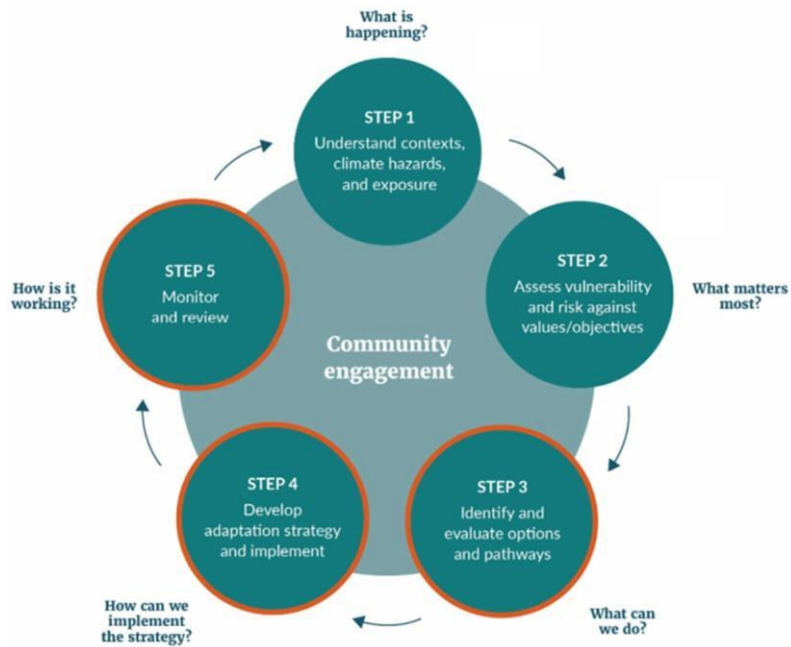 What is
happening?
STEP 1
Understand contexts,
climate hazards,
and exposure
STEP 2
Assess vulnerability
and risk against
values/objectives
What matters
most?
STEP 3
Identify and
evaluate options
and pathways
What can
we do?
STEP 4
Develop
adaptation strategy
and implement
How can we
implement
the strategy?
STEP 5
Monitor
and review
How is it
working?
Community
engagement